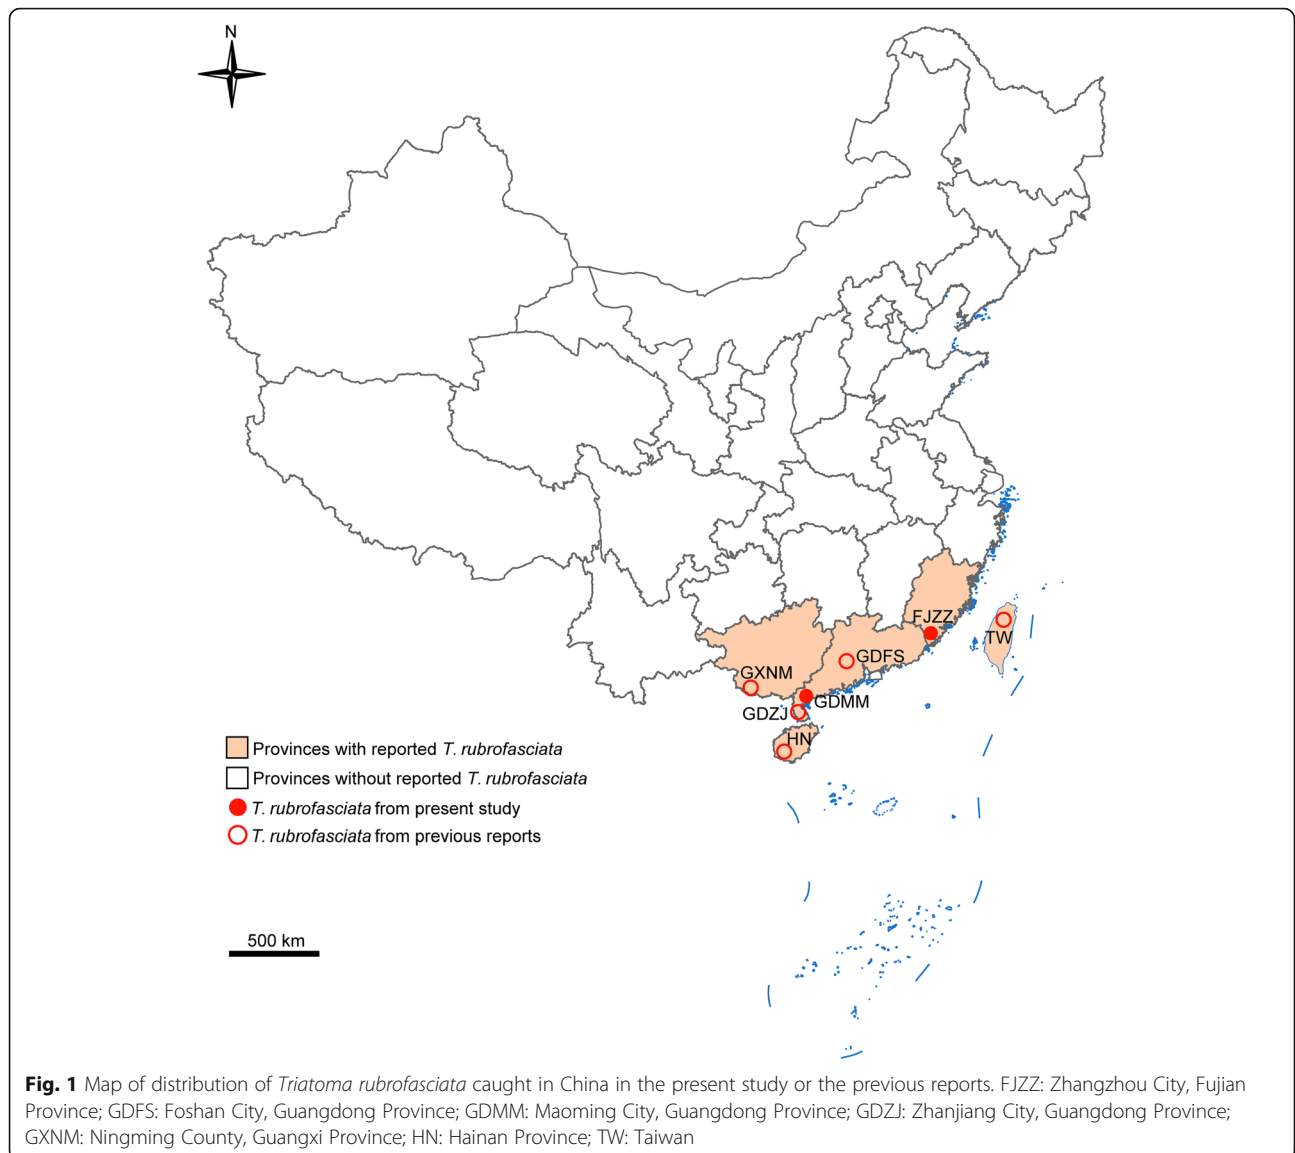 N
FJZZ
TW
GDFS
GXNM
GDMM
GDZJ
HN
Provinces with reported T. rubrofasciata
Provinces without reported T. rubrofasciata
T. rubrofasciata from present study
T. rubrofasciata from previous reports
500 km
Fig. 1 Map of distribution of Triatoma rubrofasciata caught in China in the present study or the previous reports. FJZZ: Zhangzhou City, Fujian
Province; GDFS: Foshan City, Guangdong Province; GDMM: Maoming City, Guangdong Province; GDZJ: Zhanjiang City, Guangdong Province;
GXNM: Ningming County, Guangxi Province; HN: Hainan Province; TW: Taiwan